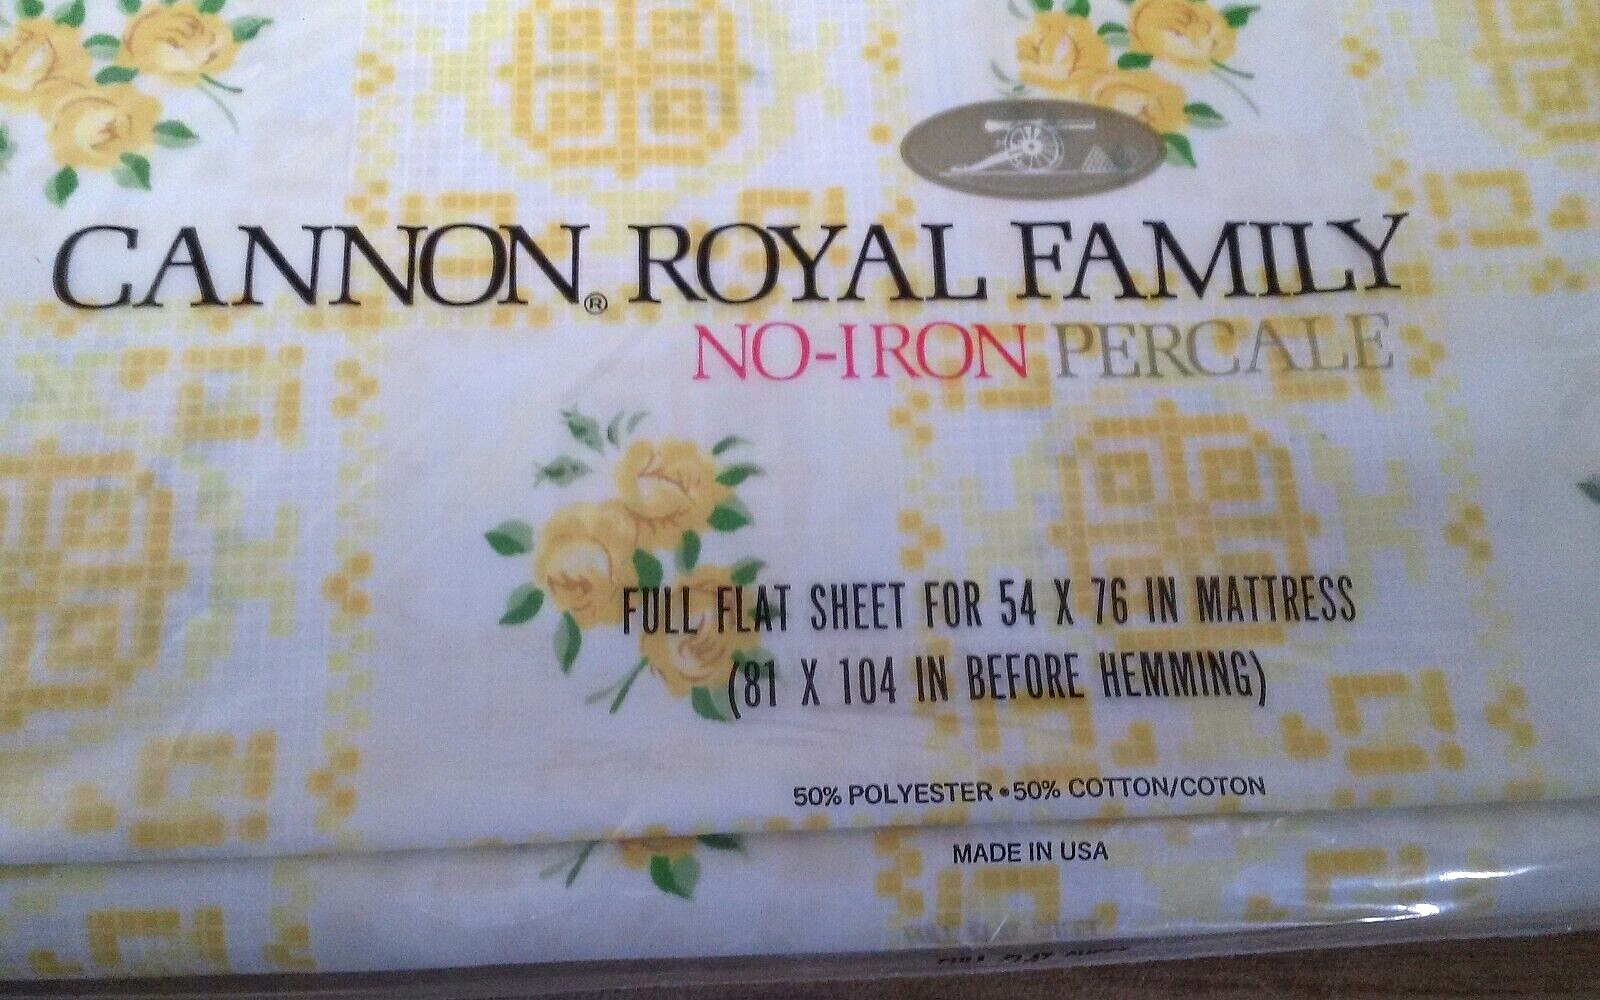 CANNON® ROYAL FAMILY
NO-IRON PERCALE
FULL FLAT SHEET FOR 54 X 76 IN MATTRESS
(81 X 104 IN BEFORE HEMMING)
50% POLYESTER • 50% COTTON/COTON
MADE IN USA